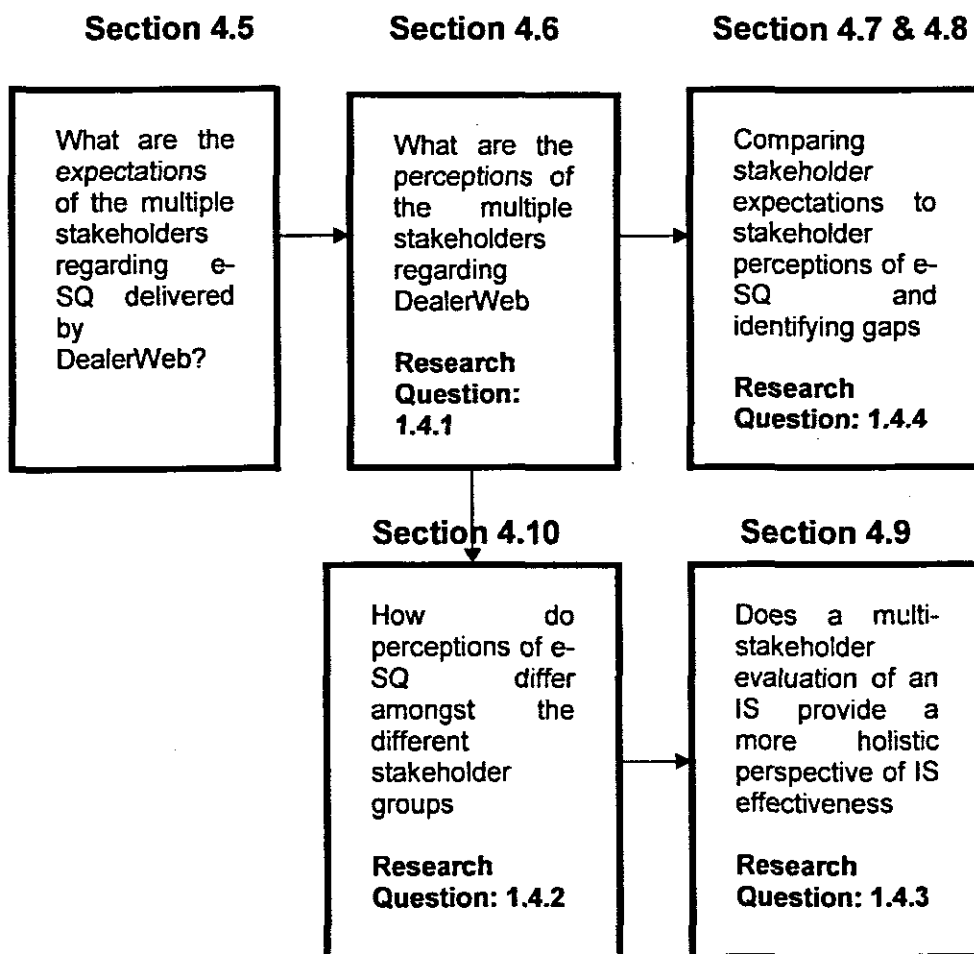 Section 4.5
What are the
expectations
of the multiple
stakeholders
regarding e-
SQ delivered
by
DealerWeb?
Section 4.6
What are the
perceptions of
the multiple
stakeholders
regarding
DealerWeb
Research
Question:
1.4.1
Section 4.7 & 4.8
Comparing
stakeholder
expectations to
stakeholder
perceptions of e-
SQ and
identifying gaps
Research
Question: 1.4.4
Section 4.10
How do
perceptions of e-
SQ differ
amongst the
different
stakeholder
groups
Research
Question: 1.4.2
Section 4.9
Does a multi-
stakeholder
evaluation of an
IS provide a
more holistic
perspective of IS
effectiveness
Research
Question: 1.4.3